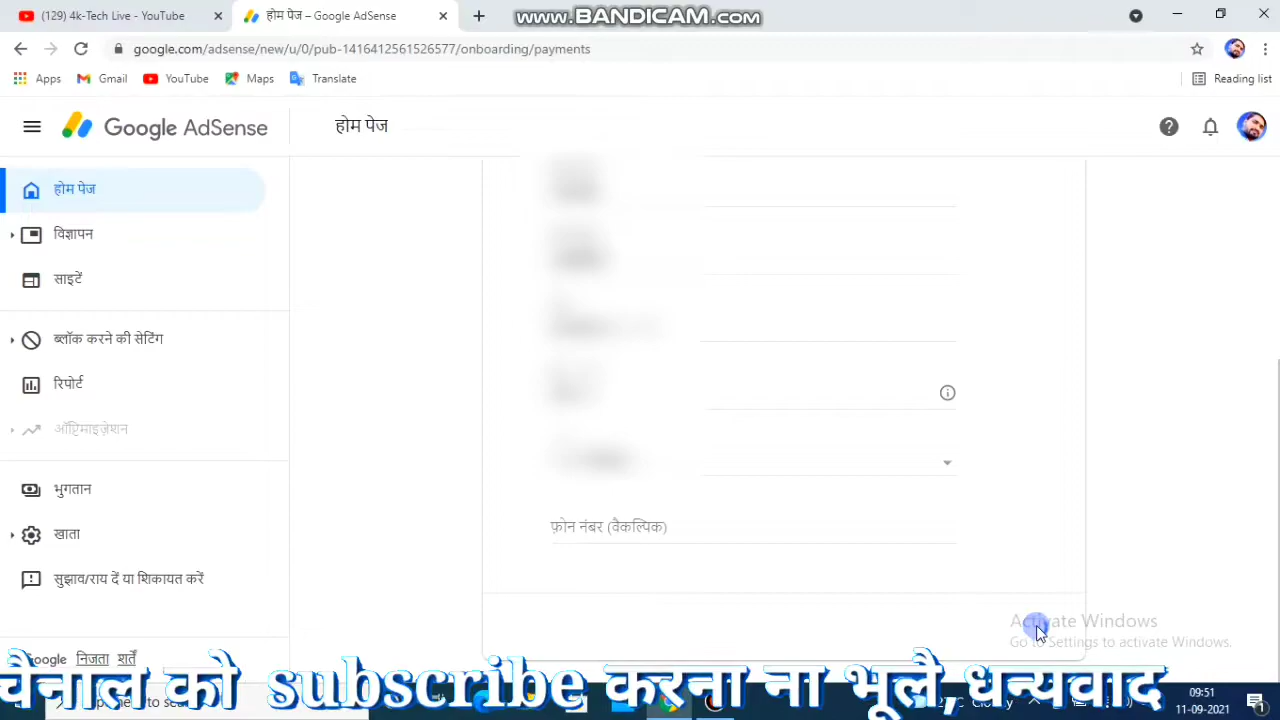 (129) 4k-Tech Live - YouTube
होम पेज – Google AdSense
www.BANDICAM.com
google.com/adsense/new/u/0/pub-1416412561526577/onboarding/payments
Apps Gmail YouTube Maps Translate Reading list
Google AdSense
होम पेज
होम पेज
विज्ञापन
साइटें
ब्लॉक करने की सेटिंग
रिपोर्ट
ऑप्टिमाइज़ेशन
भुगतान
खाता
सुझाव/राय दें या शिकायत करें
फ़ोन नंबर (वैकल्पिक)
Activate Windows
Go to Settings to activate Windows.
Google निजता शर्तें
चैनाल को subscribe करना ना भूलै,धन्यवाद
09:51
11-09-2021